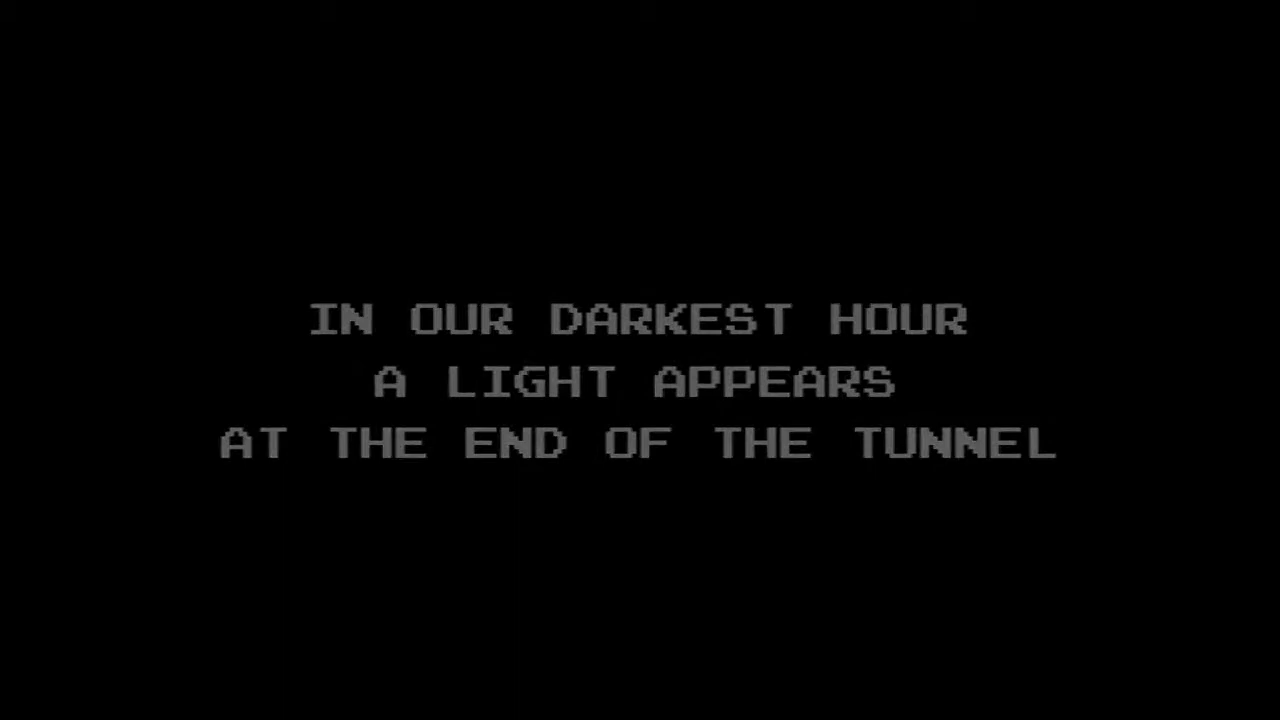 IN OUR DARKEST HOUR
A LIGHT APPEARS
AT THE END OF THE TUNNEL